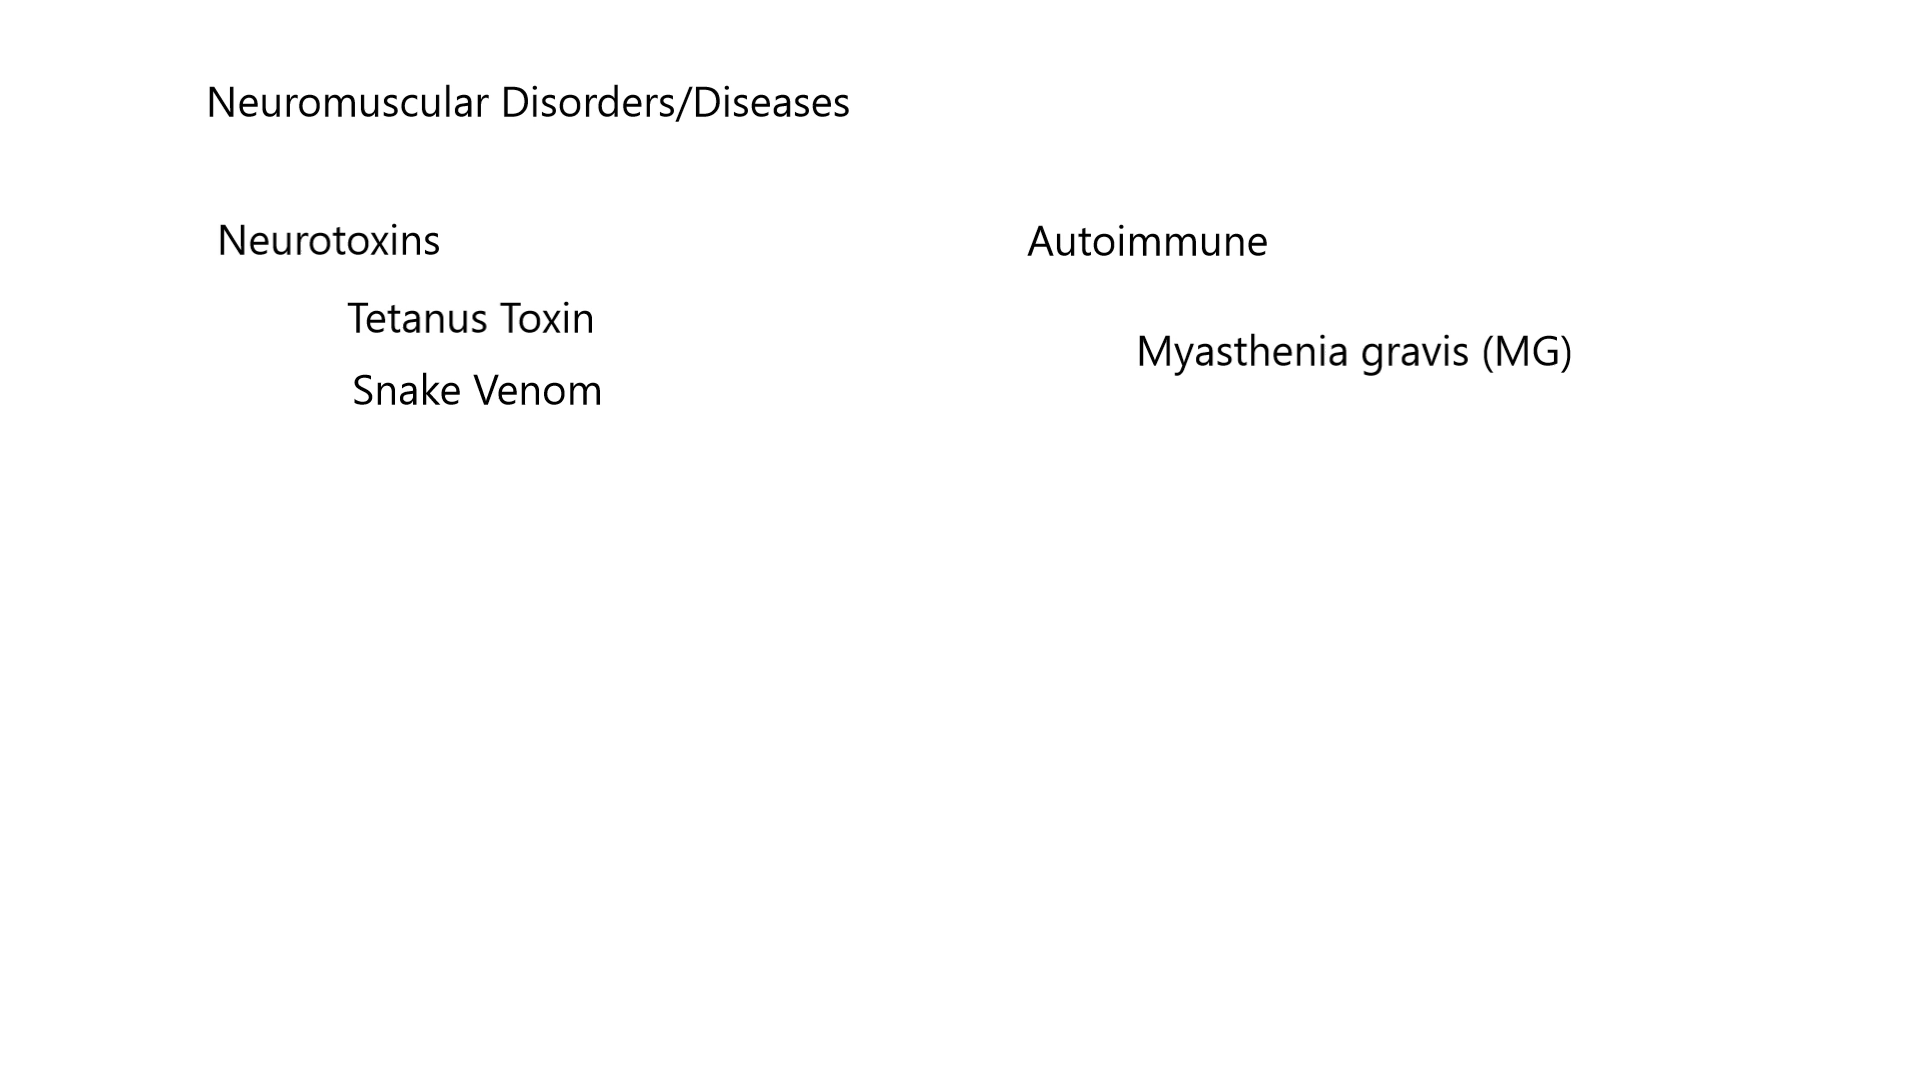 Neuromuscular Disorders/Diseases
Neurotoxins
Tetanus Toxin
Snake Venom
Autoimmune
Myasthenia gravis (MG)